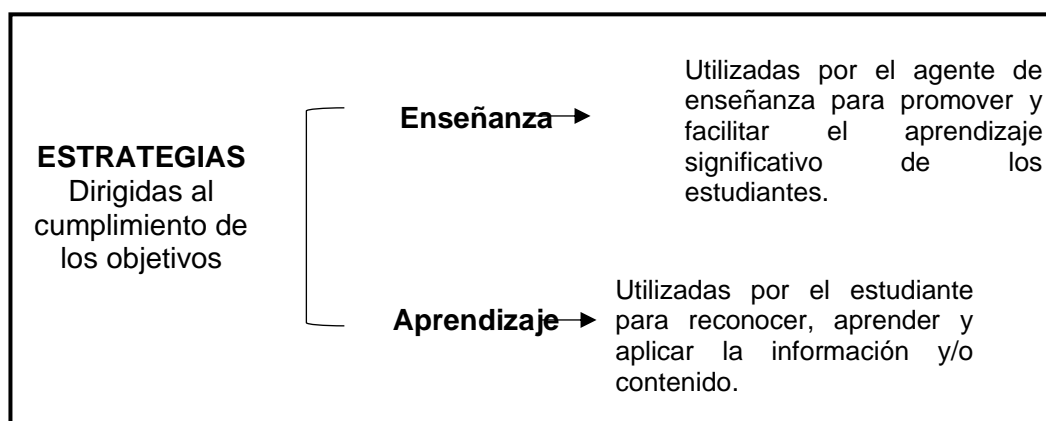 ESTRATEGIAS
Dirigidas al
cumplimiento de
los objetivos
Enseñanza
Utilizadas por el agente de
enseñanza para promover y
facilitar el aprendizaje
significativo de los
estudiantes.
Aprendizaje
Utilizadas por el estudiante
para reconocer, aprender y
aplicar la información y/o
contenido.